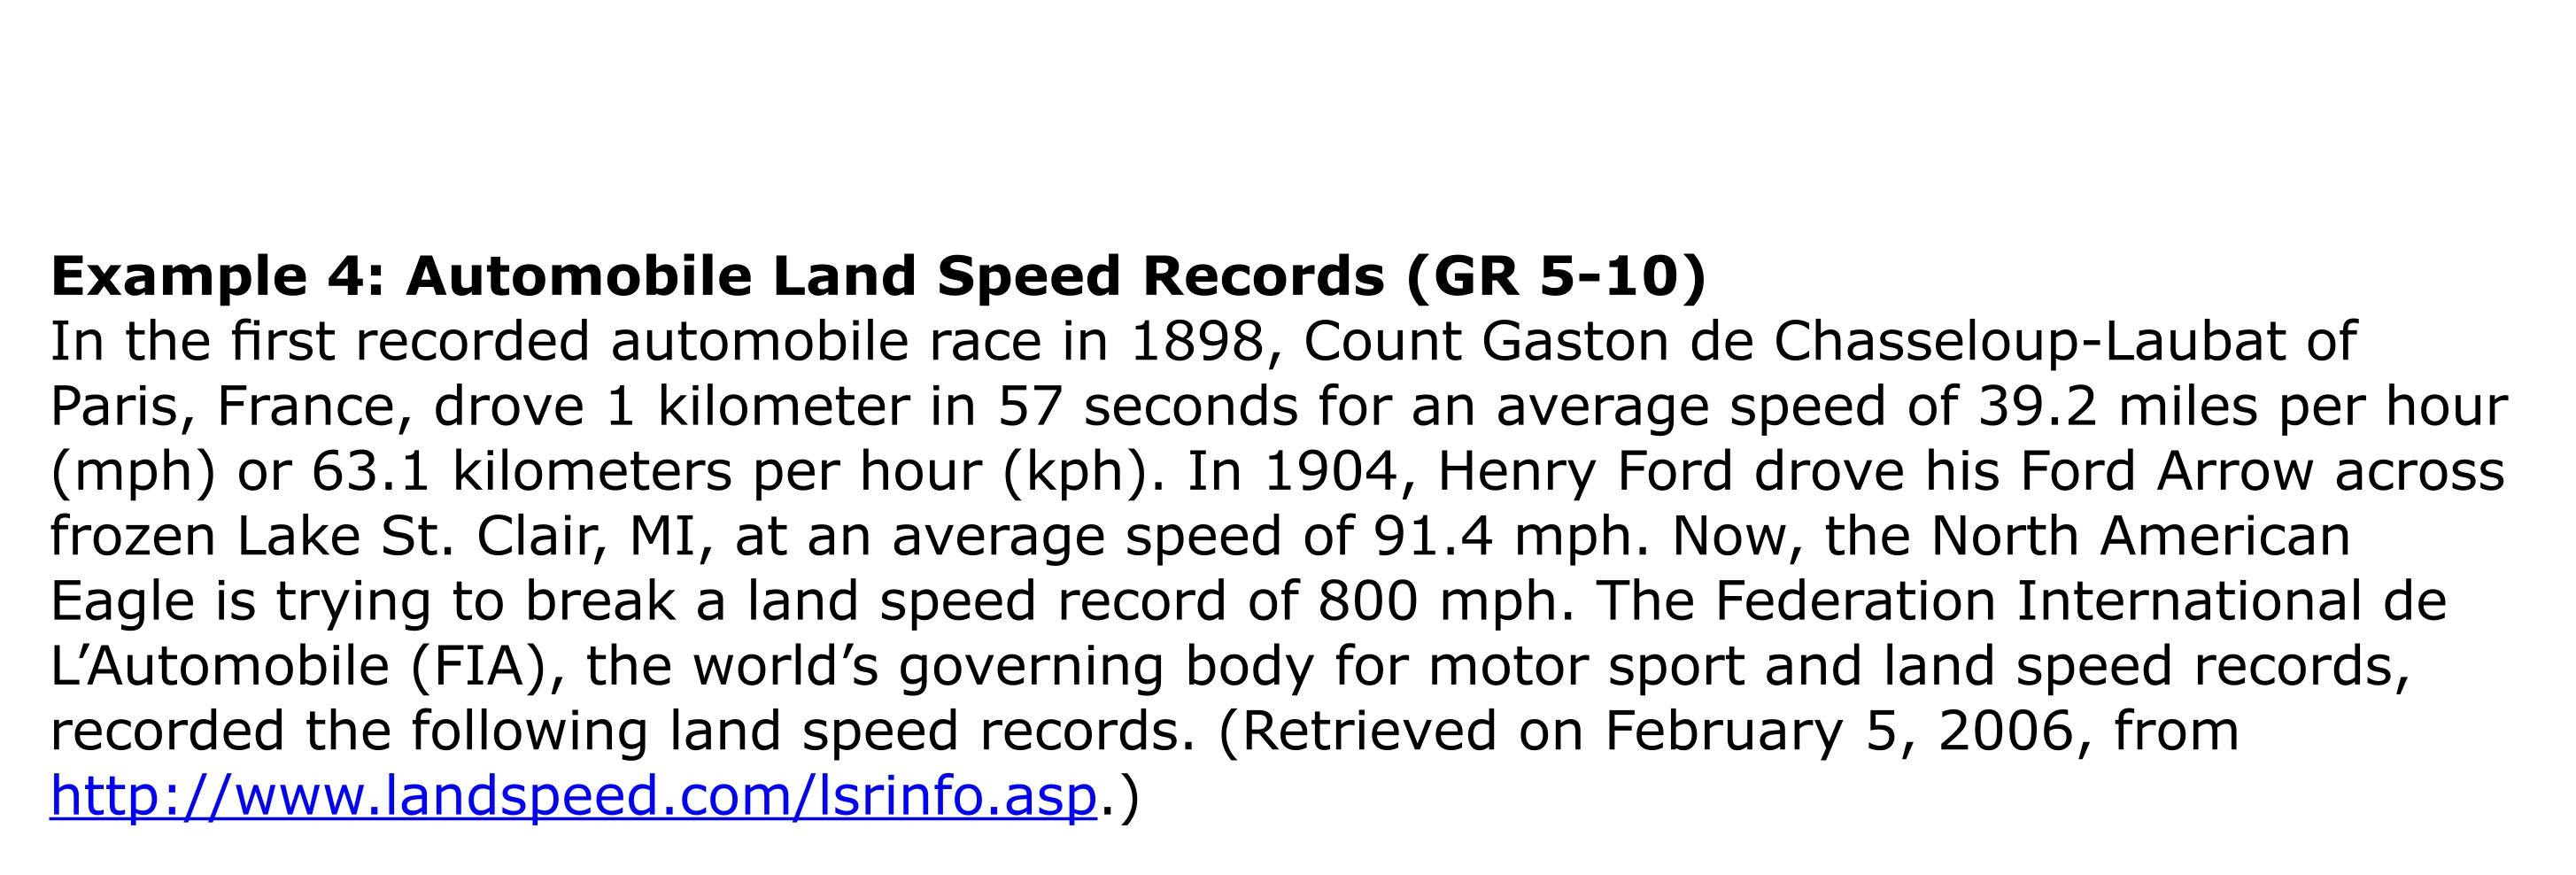 Example 4: Automobile Land Speed Records (GR 5-10)
In the first recorded automobile race in 1898, Count Gaston de Chasseloup-Laubat of
Paris, France, drove 1 kilometer in 57 seconds for an average speed of 39.2 miles per hour
(mph) or 63.1 kilometers per hour (kph). In 1904, Henry Ford drove his Ford Arrow across
frozen Lake St. Clair, MI, at an average speed of 91.4 mph. Now, the North American
Eagle is trying to break a land speed record of 800 mph. The Federation International de
L’Automobile (FIA), the world’s governing body for motor sport and land speed records,
recorded the following land speed records. (Retrieved on February 5, 2006, from
http://www.landspeed.com/lsrinfo.asp.)